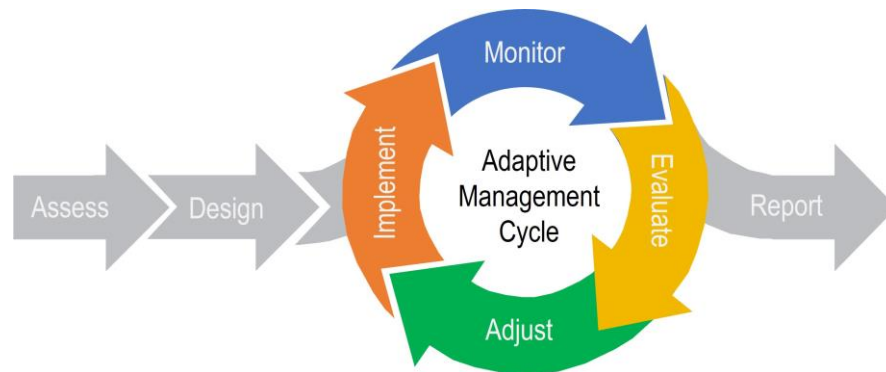 Assess
Design
Implement
Monitor
Evaluate
Adjust
Adaptive
Management
Cycle
Report